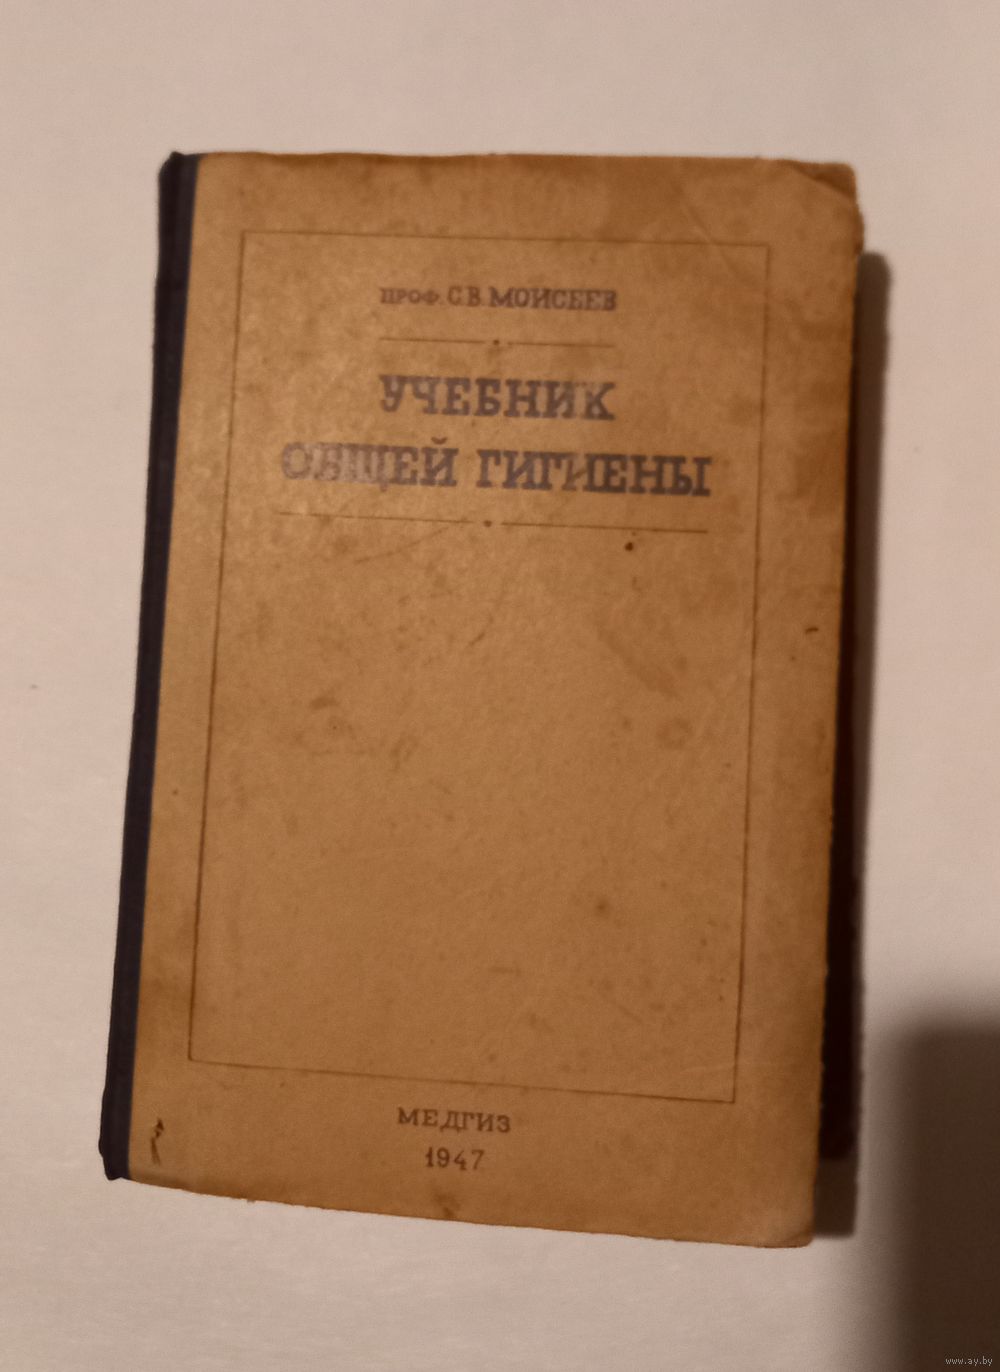 ПРОФ. С.В. МОИСЕЕВ
УЧЕБНИК
ОБЩЕЙ ГИГИЕНЫ
МЕДГИЗ
1947
www.ay.by